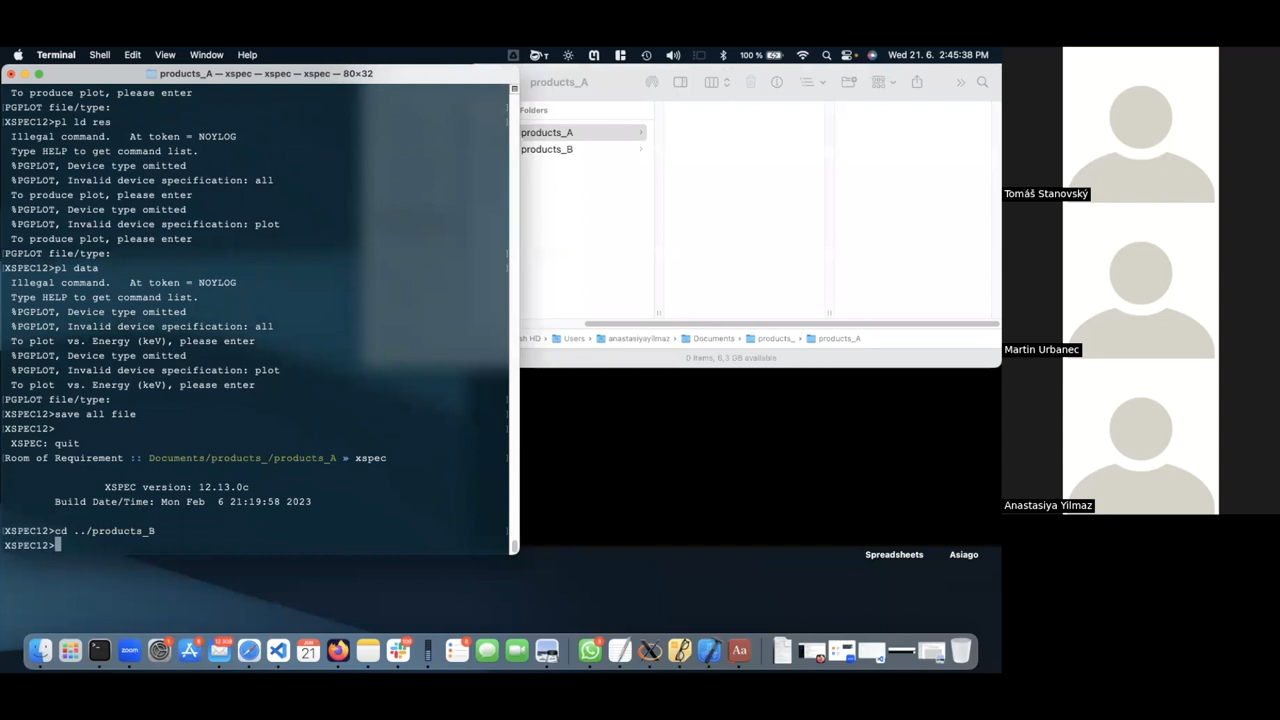 Terminal Shell Edit View Window Help
100 % Wed 21. 6. 2:45:38 PM
products_A — xspec — xspec — xspec — 80×32
To produce plot, please enter
PGPLOT file/type:
XSPEC12>pl ld res
Illegal command. At token = NOYLOG
Type HELP to get command list.
%PGPLOT, Device type omitted
%PGPLOT, Invalid device specification: all
To produce plot, please enter
%PGPLOT, Device type omitted
%PGPLOT, Invalid device specification: plot
To produce plot, please enter
PGPLOT file/type:
XSPEC12>pl data
Illegal command. At token = NOYLOG
Type HELP to get command list.
%PGPLOT, Device type omitted
%PGPLOT, Invalid device specification: all
To plot vs. Energy (keV), please enter
%PGPLOT, Device type omitted
%PGPLOT, Invalid device specification: plot
To plot vs. Energy (keV), please enter
PGPLOT file/type:
XSPEC12>save all file
XSPEC12>
XSPEC: quit
Room of Requirement :: Documents/products_/products_A » xspec
XSPEC version: 12.13.0c
Build Date/Time: Mon Feb 6 21:19:58 2023
XSPEC12>cd ../products_B
XSPEC12>
products_A
Folders
products_A
products_B
sh HD › Users › anastasiyayilmaz › Documents › products_ › products_A
0 items, 6,3 GB available
Spreadsheets Asiago
Tomáš Stanovský
Martin Urbanec
Anastasiya Yilmaz
zoom
JUN
21
Aa